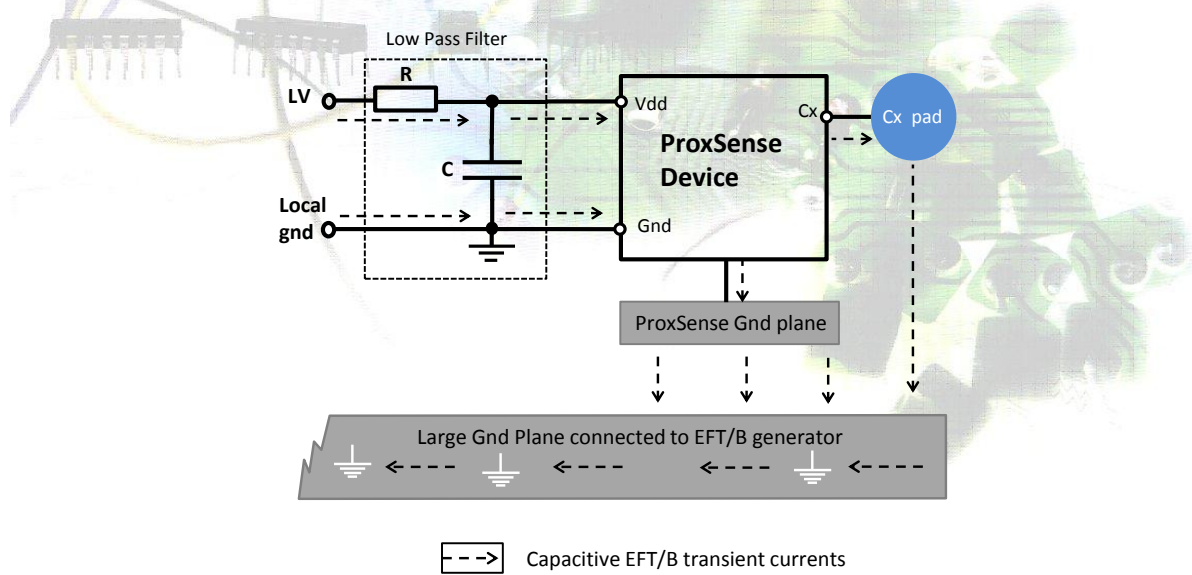 Low Pass Filter
R
LV
C
Local
gnd
Vdd
Gnd
Cx
ProxSense
Device
Cx pad
ProxSense Gnd plane
Large Gnd Plane connected to EFT/B generator
Capacitive EFT/B transient currents